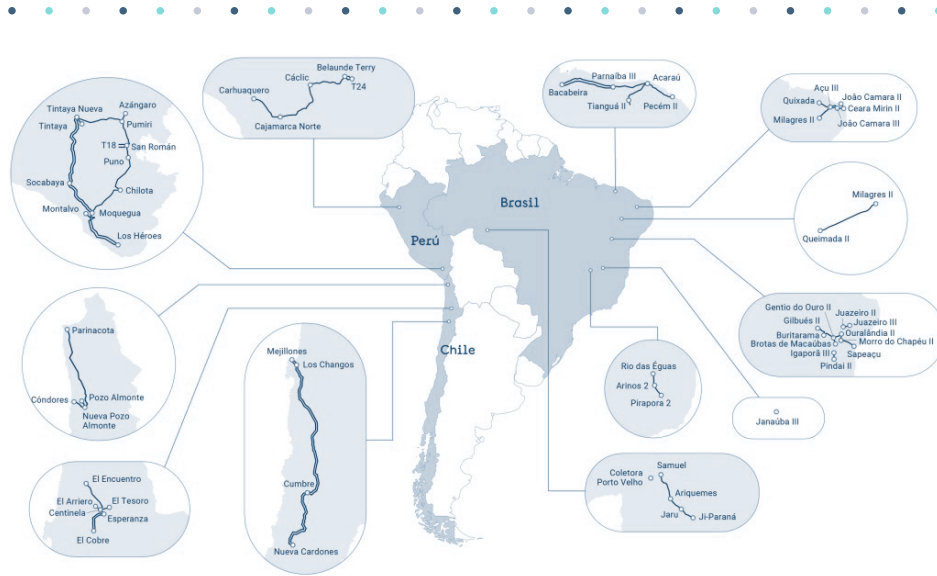 Belaunde Terry
Cáclic
T24
Carhuaquero
Cajamarca Norte
Parnaíba III
Acaraú
Bacabeira
Tianguá II
Pecém II
Açu III
Quixada
João Camara II
Ceara Mirin II
Milagres II
João Camara III
Tintaya Nueva
Azángaro
Tintaya
Pumiri
T18
San Román
Puno
Socabaya
Chilota
Montalvo
Moquegua
Los Héroes
Brasil
Perú
Chile
Milagres II
Queimada II
Parinacota
Cóndores
Pozo Almonte
Nueva Pozo
Almonte
Mejillones
Los Changos
Cumbre
Nueva Cardones
Gentio do Ouro II
Juazeiro II
Gilbués II
Juazeiro III
Buritarama
Ouralândia II
Brotas de Macaúbas
Morro do Chapéu II
Igaporã III
Sapeaçu
Pindai II
Rio das Éguas
Arinos 2
Pirapora 2
Janaúba III
El Encuentro
El Arriero
El Tesoro
Centinela
Esperanza
El Cobre
Coletora
Porto Velho
Samuel
Ariquemes
Jaru
Ji-Paraná